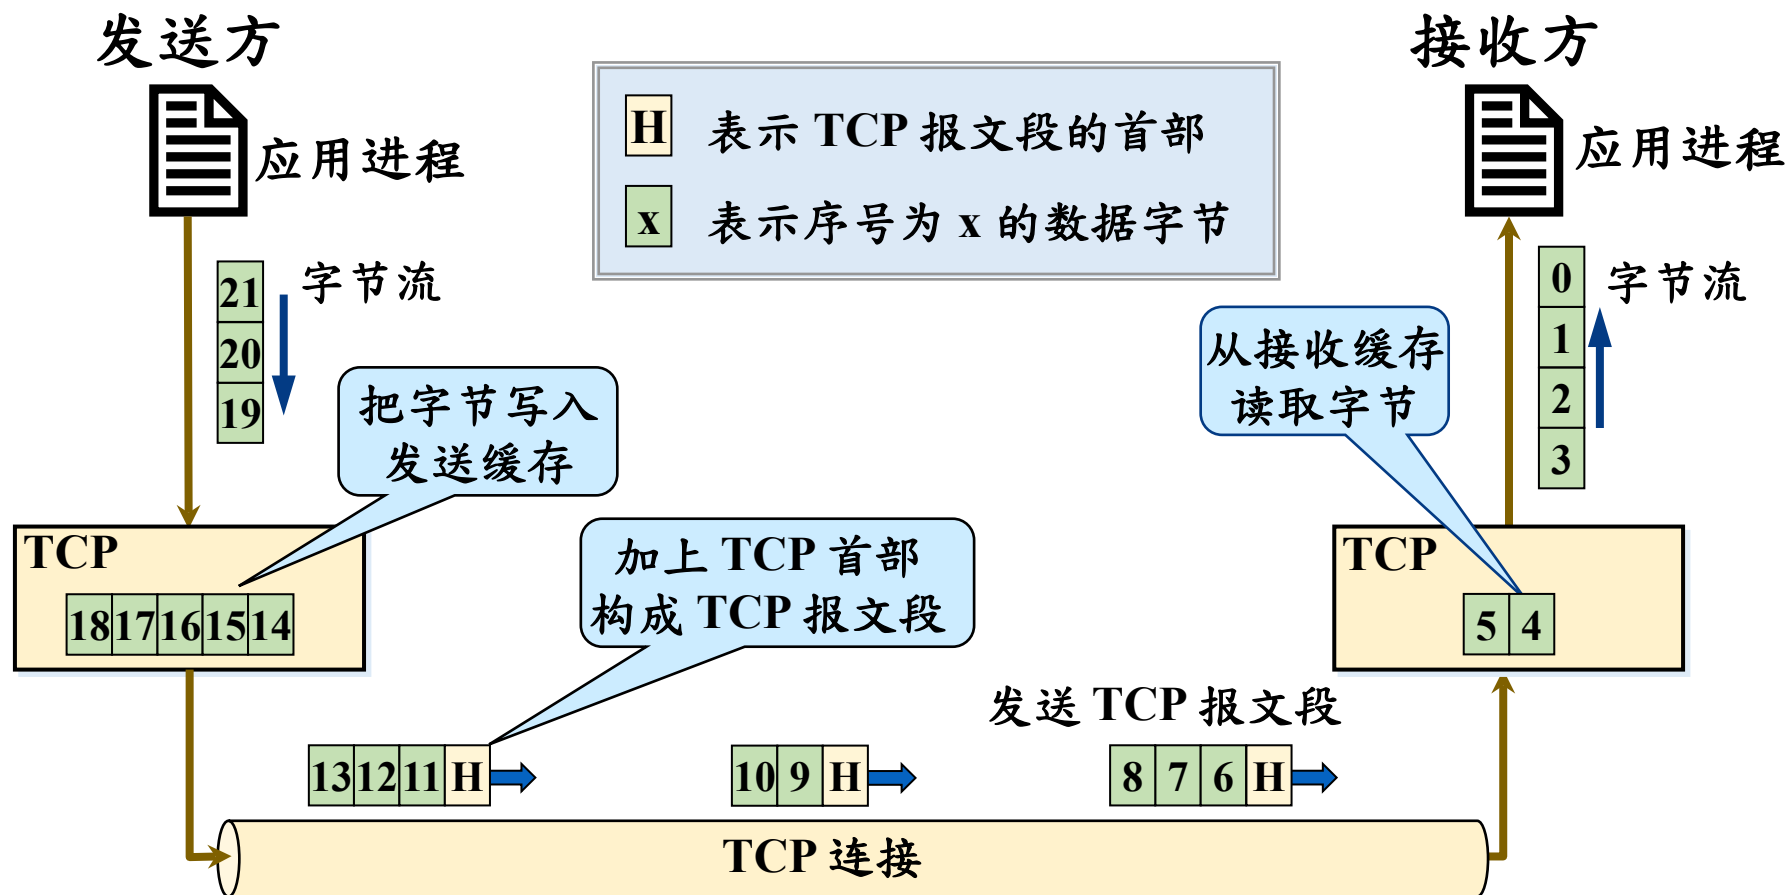 发送方
接收方
H 表示 TCP 报文段的首部
x 表示序号为 x 的数据字节
应用进程
应用进程
21
20
19
字节流
把字节写入
发送缓存
从接收缓存
读取字节
0
1
2
3
字节流
TCP
18 17 16 15 14
加上 TCP 首部
构成 TCP 报文段
TCP
5 4
发送 TCP 报文段
13 12 11 H
10 9 H
8 7 6 H
TCP 连接